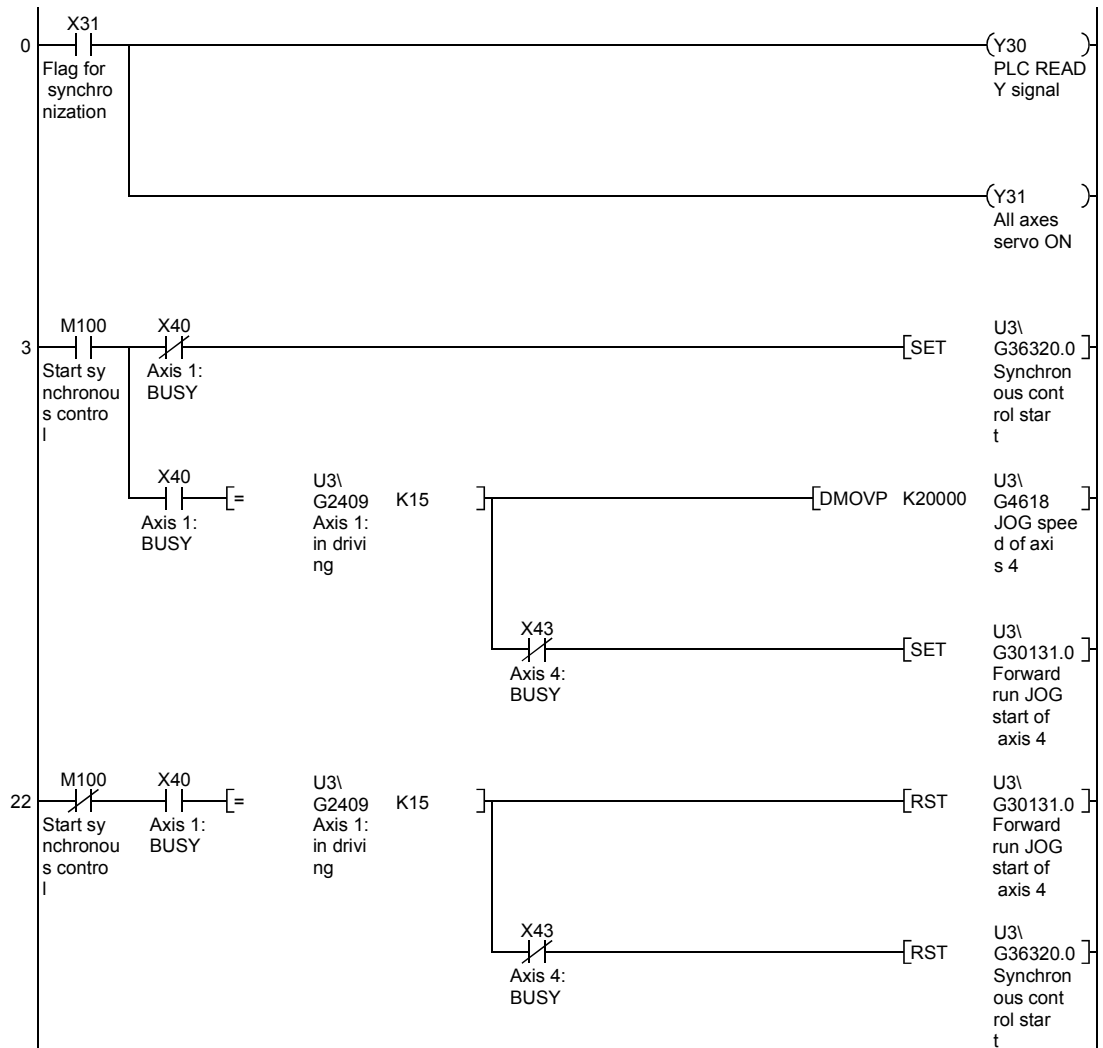 X31
0
(Y30 )
Flag for
synchro
nization
PLC READ
Y signal
(Y31 )
All axes
servo ON
M100 X40
3
[SET U3\
G36320.0 ]
Start sy
nchronou
s contro
l
Axis 1:
BUSY
Synchron
ous cont
rol star
t
X40
[= U3\
G2409 K15 ]
[DMOVP K20000 U3\
G4618 ]
Axis 1:
BUSY
Axis 1:
in drivi
ng
JOG spee
d of axi
s 4
X43
[SET U3\
G30131.0 ]
Axis 4:
BUSY
Forward
run JOG
start of
axis 4
M100 X40
22
[= U3\
G2409 K15 ]
[RST U3\
G30131.0 ]
Start sy
nchronou
s contro
l
Axis 1:
BUSY
Axis 1:
in drivi
ng
Forward
run JOG
start of
axis 4
X43
[RST U3\
G36320.0 ]
Axis 4:
BUSY
Synchron
ous cont
rol star
t